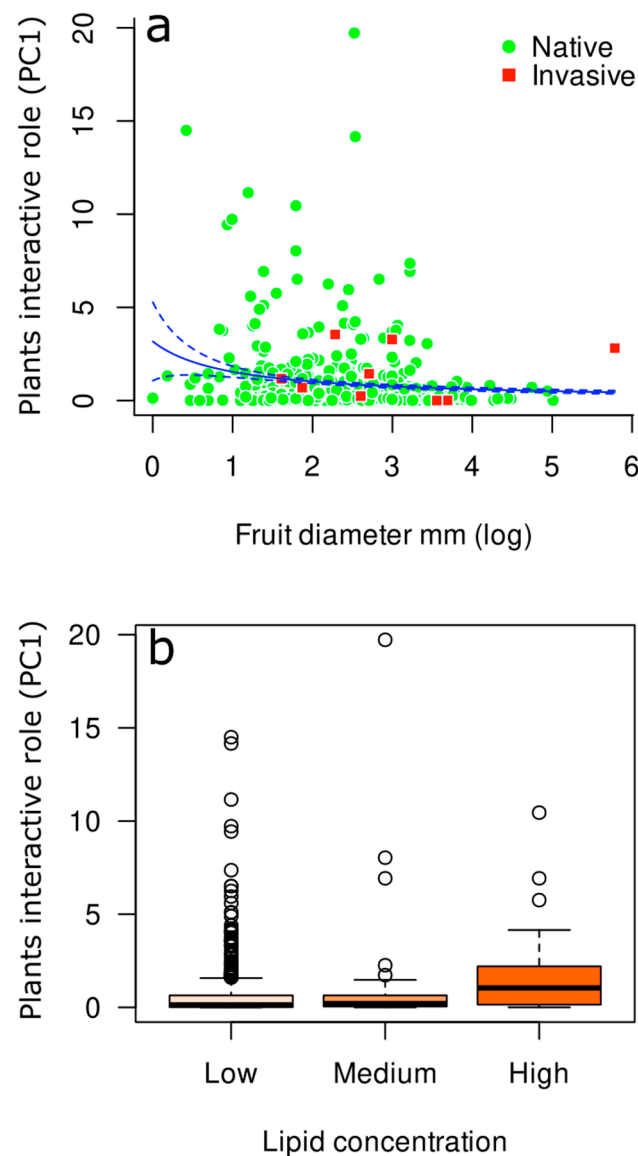 a
Native
Invasive
Plants interactive role (PC1)
20
15
10
5
0
0 1 2 3 4 5 6
Fruit diameter mm (log)
b
Plants interactive role (PC1)
20
15
10
5
0
Low Medium High
Lipid concentration